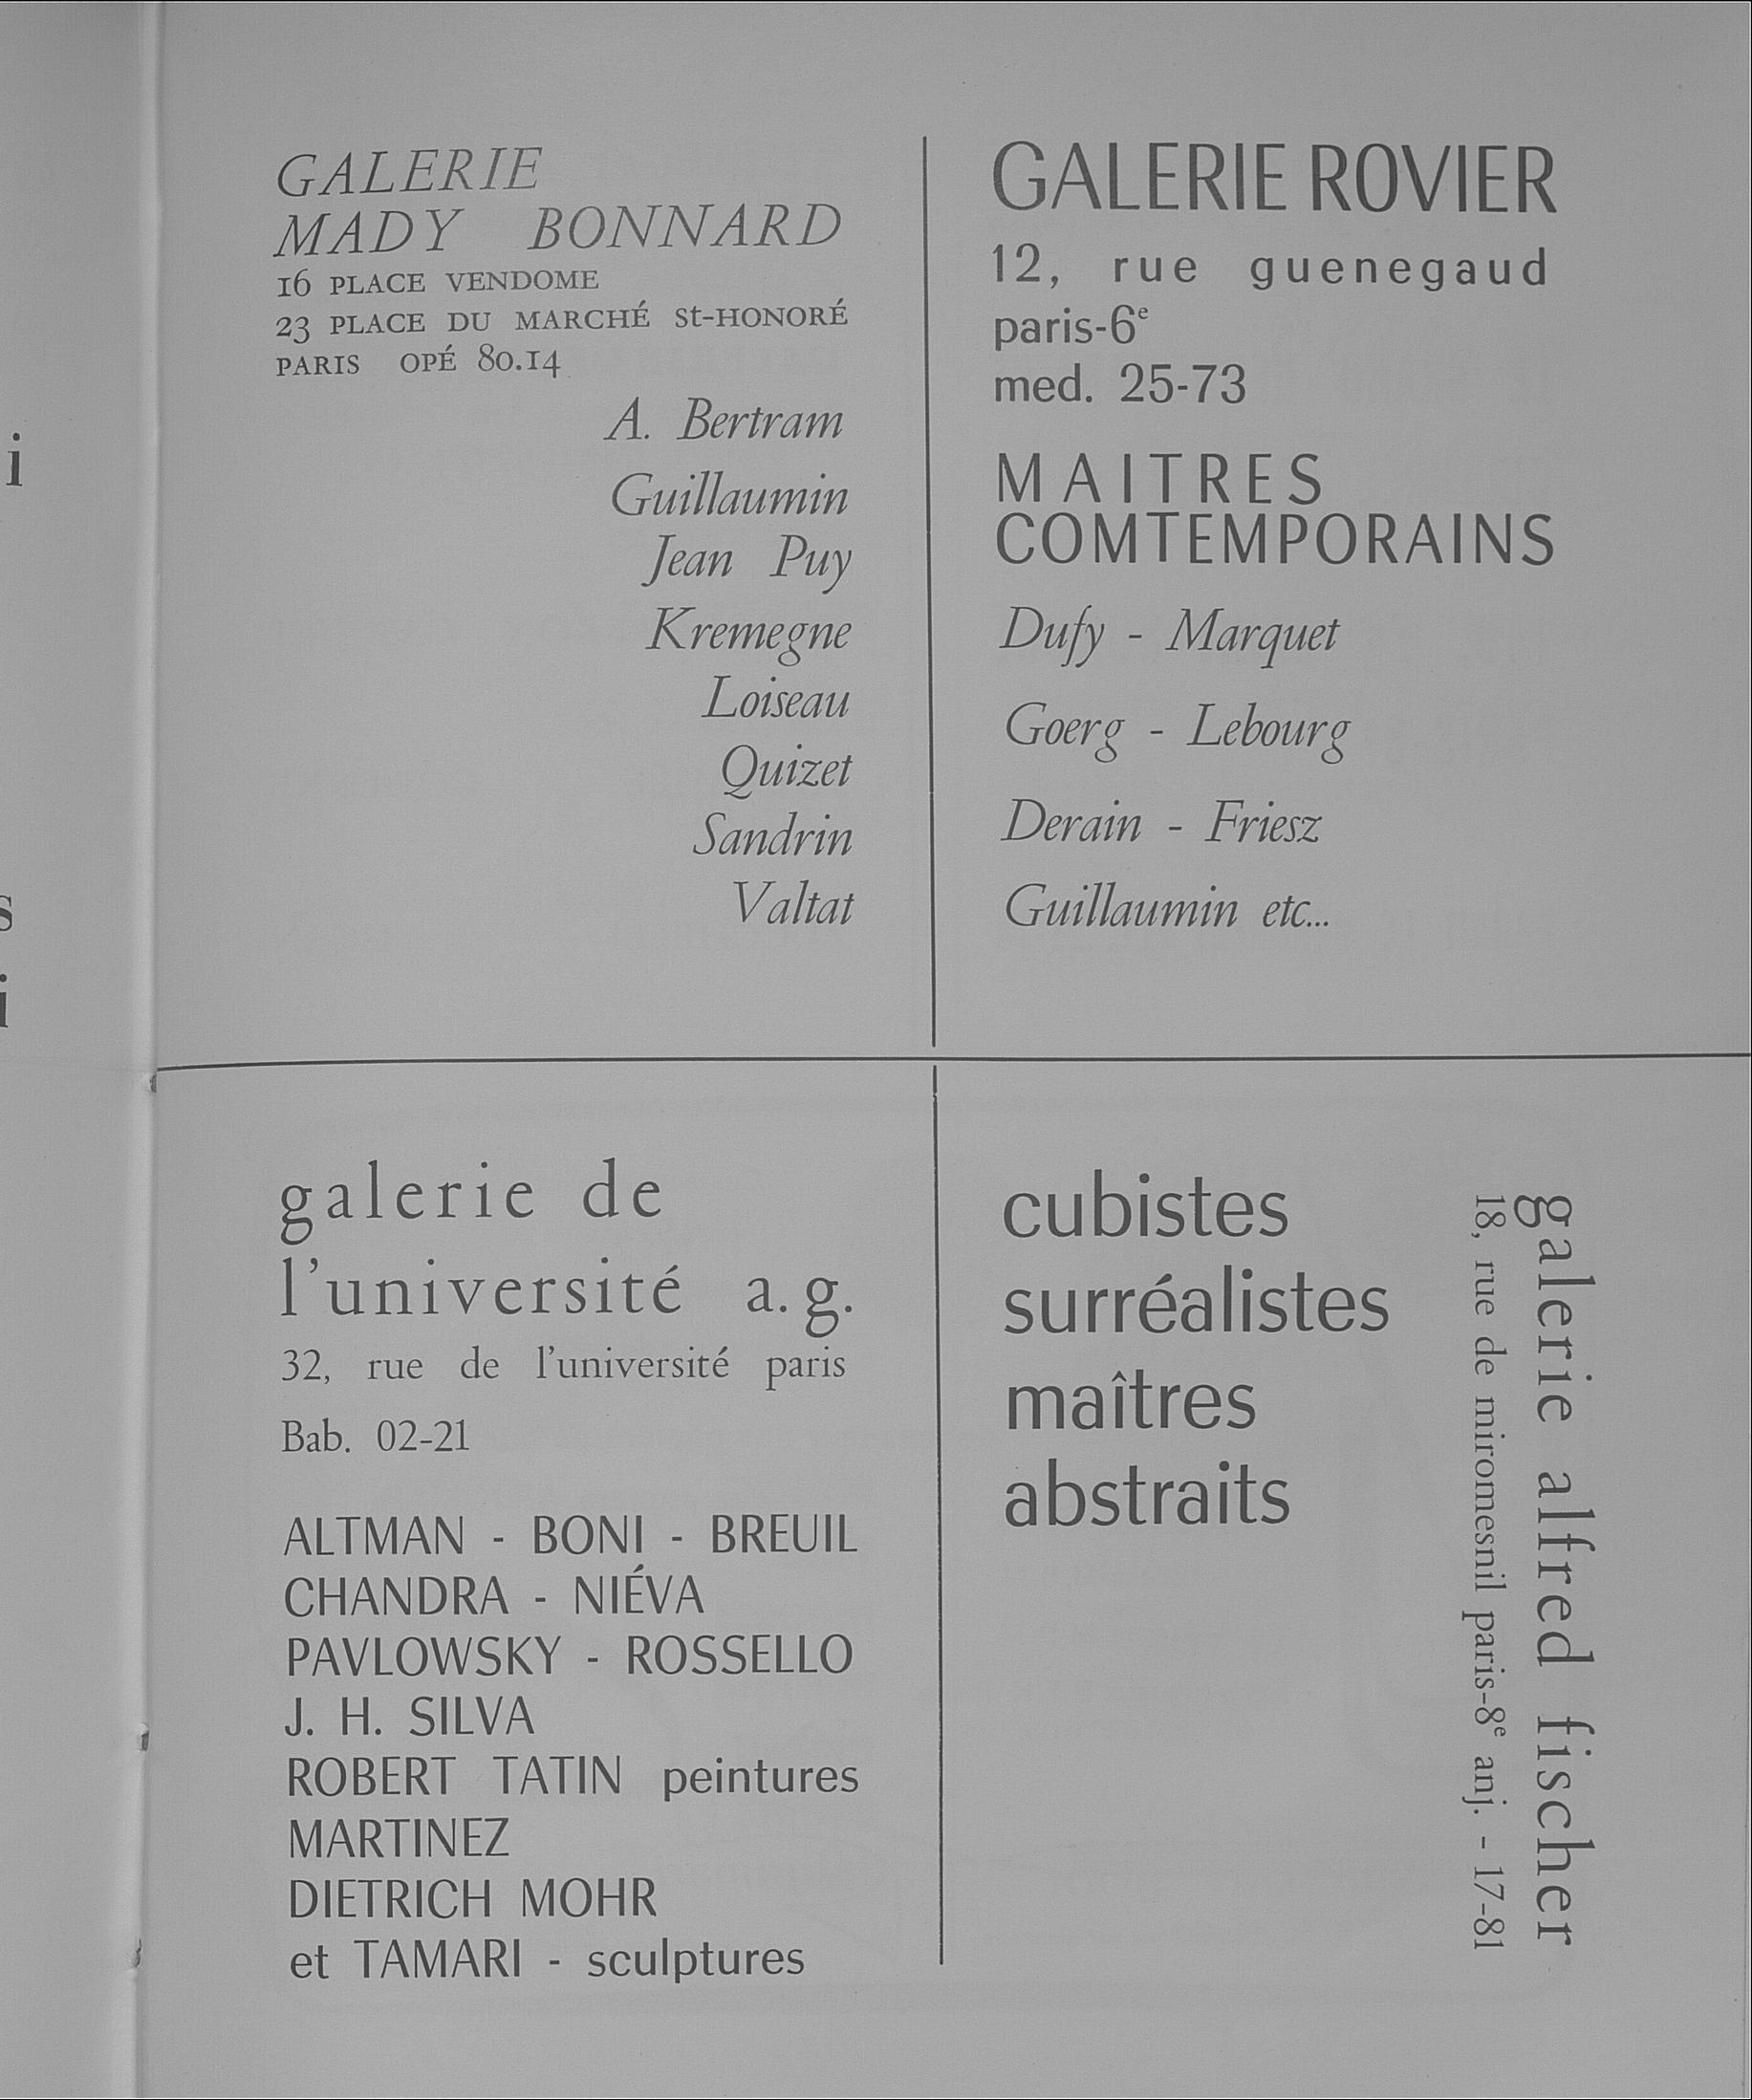 GALERIE
MADY BONNARD
16 PLACE VENDOME
23 PLACE DU MARCHÉ St-HONORÉ
PARIS OPÉ 80.14
A. Bertram
Guillaumin
Jean Puy
Kremegne
Loiseau
Quizet
Sandrin
Valtat
GALERIE ROVIER
12, rue guenegaud
paris-6e
med. 25-73
MAITRES
COMTEMPORAINS
Dufy - Marquet
Goerg - Lebourg
Derain - Friesz
Guillaumin etc...
galerie de
l'université a.g.
32, rue de l'université paris
Bab. 02-21
ALTMAN - BONI - BREUIL
CHANDRA - NIÉVA
PAVLOWSKY - ROSSELLO
J. H. SILVA
ROBERT TATIN peintures
MARTINEZ
DIETRICH MOHR
et TAMARI - sculptures
cubistes
surréalistes
maîtres
abstraits
galerie alfred fischer
18, rue de miromesnil paris-8e anj. - 17-81